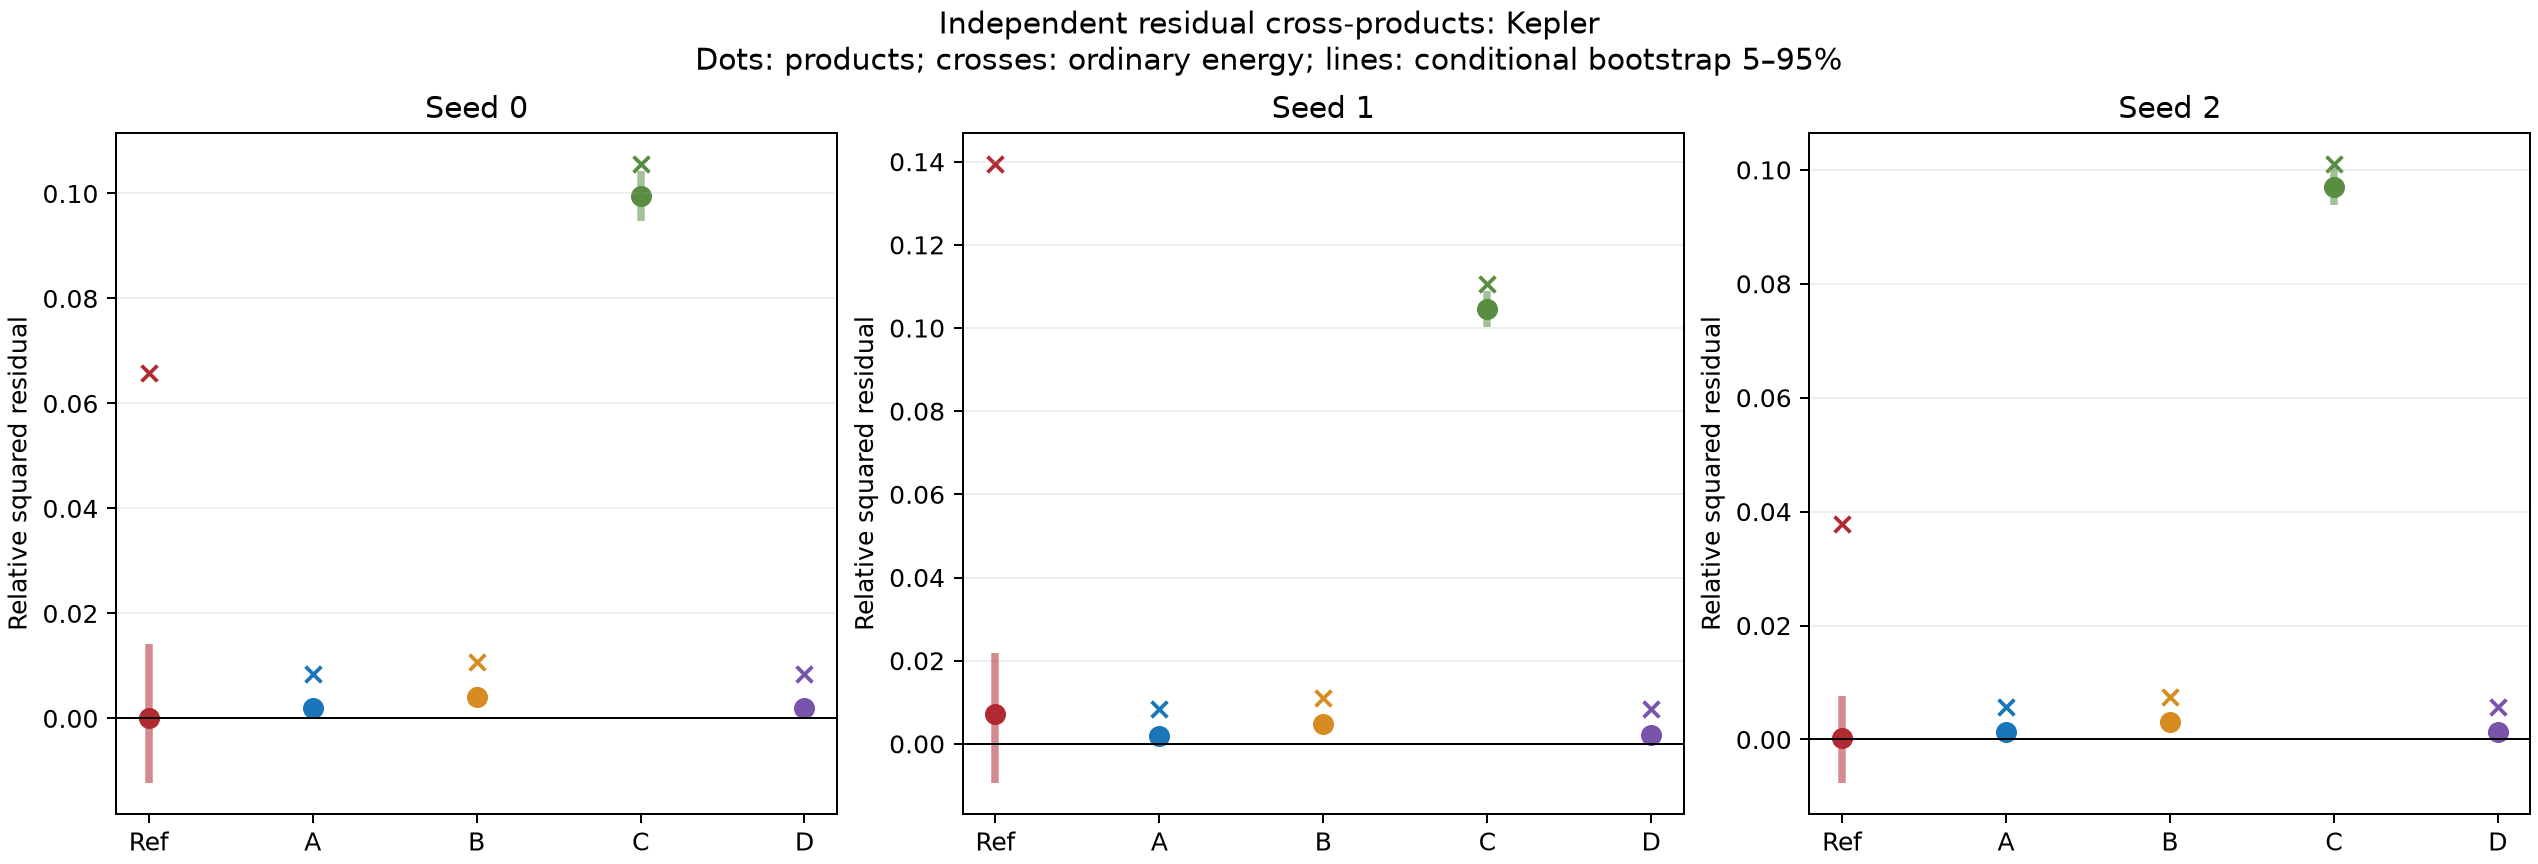 Independent residual cross-products: Kepler
Dots: products; crosses: ordinary energy; lines: conditional bootstrap 5–95%
Seed 0
Relative squared residual
0.10
0.08
0.06
0.04
0.02
0.00
Ref A B C D
Seed 1
Relative squared residual
0.14
0.12
0.10
0.08
0.06
0.04
0.02
0.00
Ref A B C D
Seed 2
Relative squared residual
0.10
0.08
0.06
0.04
0.02
0.00
Ref A B C D